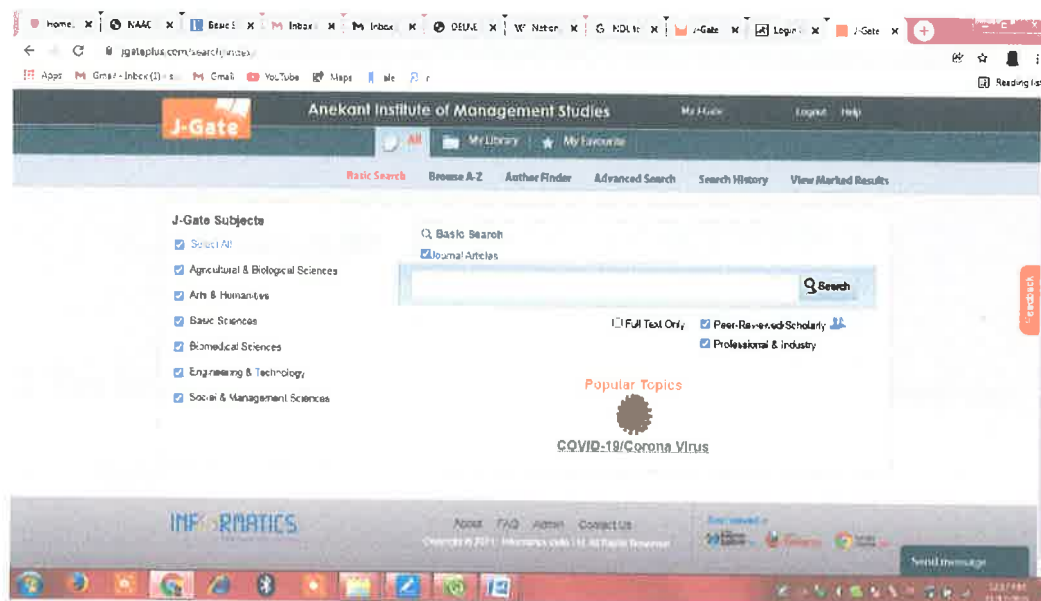 Home
NAAC
M Inbox
M Inbox
J-Gate
Login
J-Gate
jgateplus.com/search/index/
Apps
Gmail
YouTube
Maps
Reading list
J-Gate
Anekant Institute of Management Studies
My J-Gate
Logout
Help
All
My Library
My Favourite
Basic Search
Browse A-Z
Author Finder
Advanced Search
Search History
View Marked Results
J-Gate Subjects
Select All
Agricultural & Biological Sciences
Arts & Humanities
Basic Sciences
Biomedical Sciences
Engineering & Technology
Social & Management Sciences
Basic Search
Journal Articles
Search
Full Text Only
Peer-Reviewed/Scholarly
Professional & Industry
Popular Topics
COVID-19/Corona Virus
Feedback
INFORMATICS
About
FAQ
Admin
Contact Us
Send message